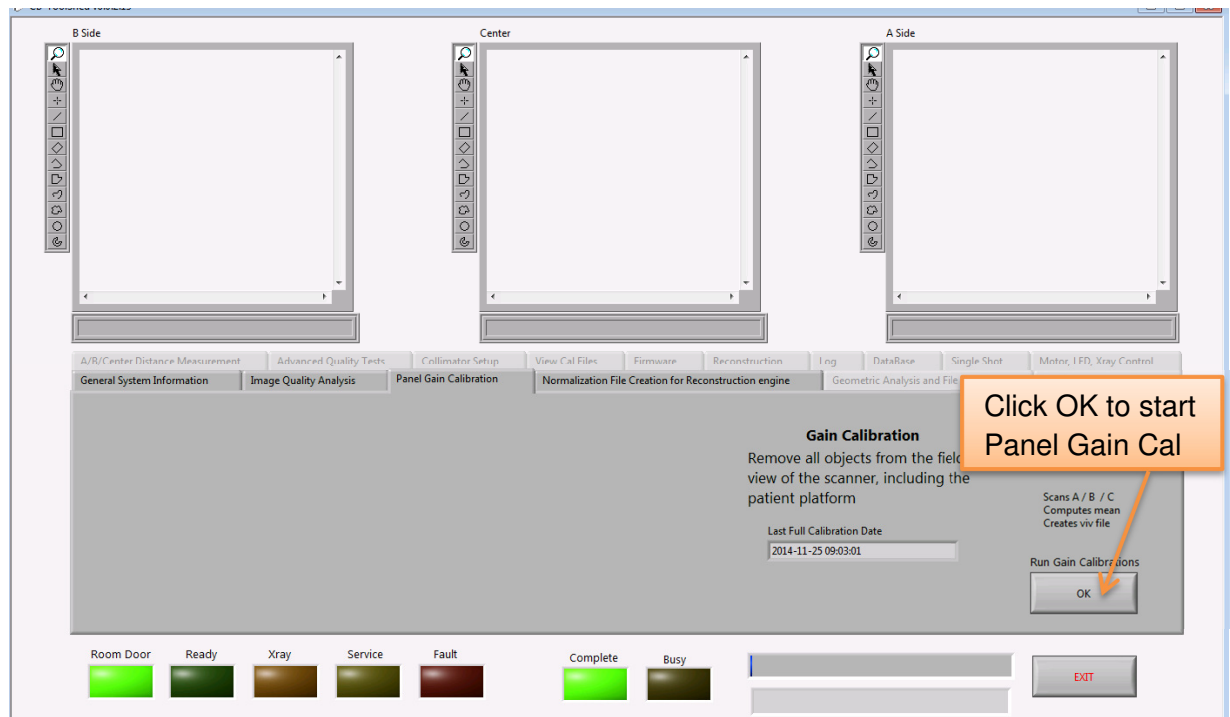 B Side
Center
A Side
A/B/Center Distance Measurement
Advanced Quality Tests
Collimator Setup
View Cal Files
Firmware
Reconstruction
Log
DataBase
Single Shot
Motor, LED, Xray Control
General System Information
Image Quality Analysis
Panel Gain Calibration
Normalization File Creation for Reconstruction engine
Geometric Analysis and File
Click OK to start
Panel Gain Cal
Gain Calibration
Remove all objects from the field
view of the scanner, including the
patient platform
Last Full Calibration Date
2014-11-25 09:03:01
Scans A / B / C
Computes mean
Creates viv file
Run Gain Calibrations
OK
Room Door
Ready
Xray
Service
Fault
Complete
Busy
EXIT